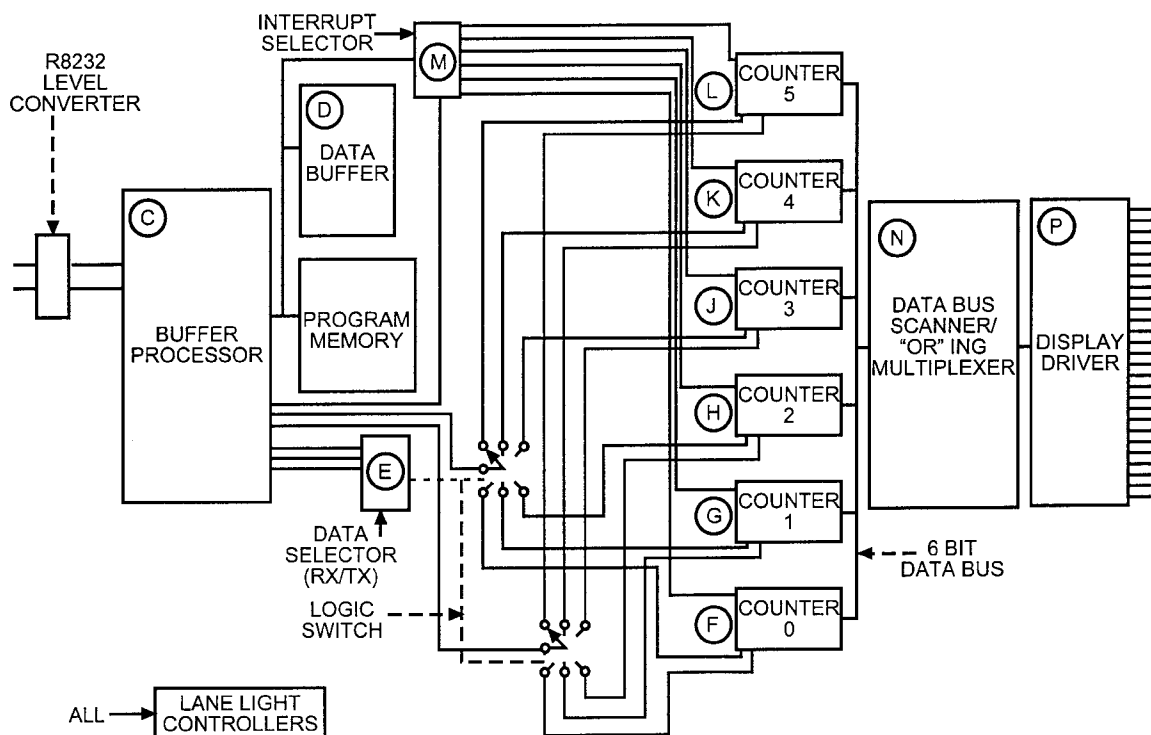 INTERRUPT
SELECTOR
M
R8232
LEVEL
CONVERTER
D
DATA
BUFFER
L
COUNTER
5
C
BUFFER
PROCESSOR
PROGRAM
MEMORY
K
COUNTER
4
J
COUNTER
3
H
COUNTER
2
G
COUNTER
1
F
COUNTER
0
N
DATA BUS
SCANNER/
"OR" ING
MULTIPLEXER
P
DISPLAY
DRIVER
E
DATA
SELECTOR
(RX/TX)
LOGIC
SWITCH
6 BIT
DATA BUS
ALL
LANE LIGHT
CONTROLLERS